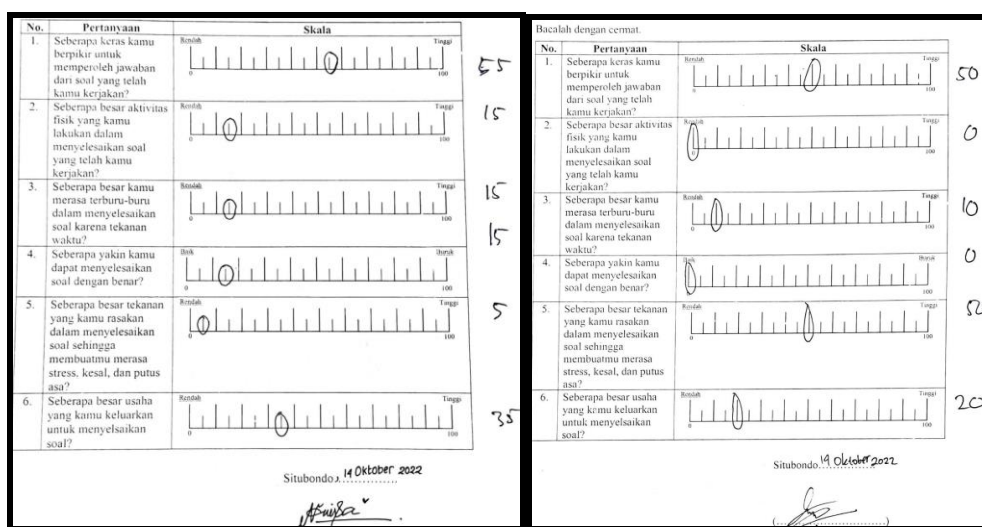 No. Pertanyaan Skala
1. Seberapa keras kamu
berpikir untuk
memperoleh jawaban
dari soal yang telah
kamu kerjakan?
Rendah Tinggi
0 100
55
2. Seberapa besar aktivitas
fisik yang kamu
lakukan dalam
menyelesaikan soal
yang telah kamu
kerjakan?
Rendah Tinggi
0 100
15
3. Seberapa besar kamu
merasa terburu-buru
dalam menyelesaikan
soal karena tekanan
waktu?
Rendah Tinggi
0 100
15
4. Seberapa yakin kamu
dapat menyelesaikan
soal dengan benar?
Baik Buruk
0 100
15
5. Seberapa besar tekanan
yang kamu rasakan
dalam menyelesaikan
soal sehingga
membuatmu merasa
stress, kesal, dan putus
asa?
Rendah Tinggi
0 100
5
6. Seberapa besar usaha
yang kamu keluarkan
untuk menyelsaikan
soal?
Rendah Tinggi
0 100
35
Situbondo, 19 Oktober 2022
Bacalah dengan cermat.
No. Pertanyaan Skala
1. Seberapa keras kamu
berpikir untuk
memperoleh jawaban
dari soal yang telah
kamu kerjakan?
Rendah Tinggi
0 100
50
2. Seberapa besar aktivitas
fisik yang kamu
lakukan dalam
menyelesaikan soal
yang telah kamu
kerjakan?
Rendah Tinggi
0 100
0
3. Seberapa besar kamu
merasa terburu-buru
dalam menyelesaikan
soal karena tekanan
waktu?
Rendah Tinggi
0 100
10
4. Seberapa yakin kamu
dapat menyelesaikan
soal dengan benar?
Baik Buruk
0 100
0
5. Seberapa besar tekanan
yang kamu rasakan
dalam menyelesaikan
soal sehingga
membuatmu merasa
stress, kesal, dan putus
asa?
Rendah Tinggi
0 100
6. Seberapa besar usaha
yang kamu keluarkan
untuk menyelsaikan
soal?
Rendah Tinggi
0 100
20
Situbondo, 19 Oktober 2022